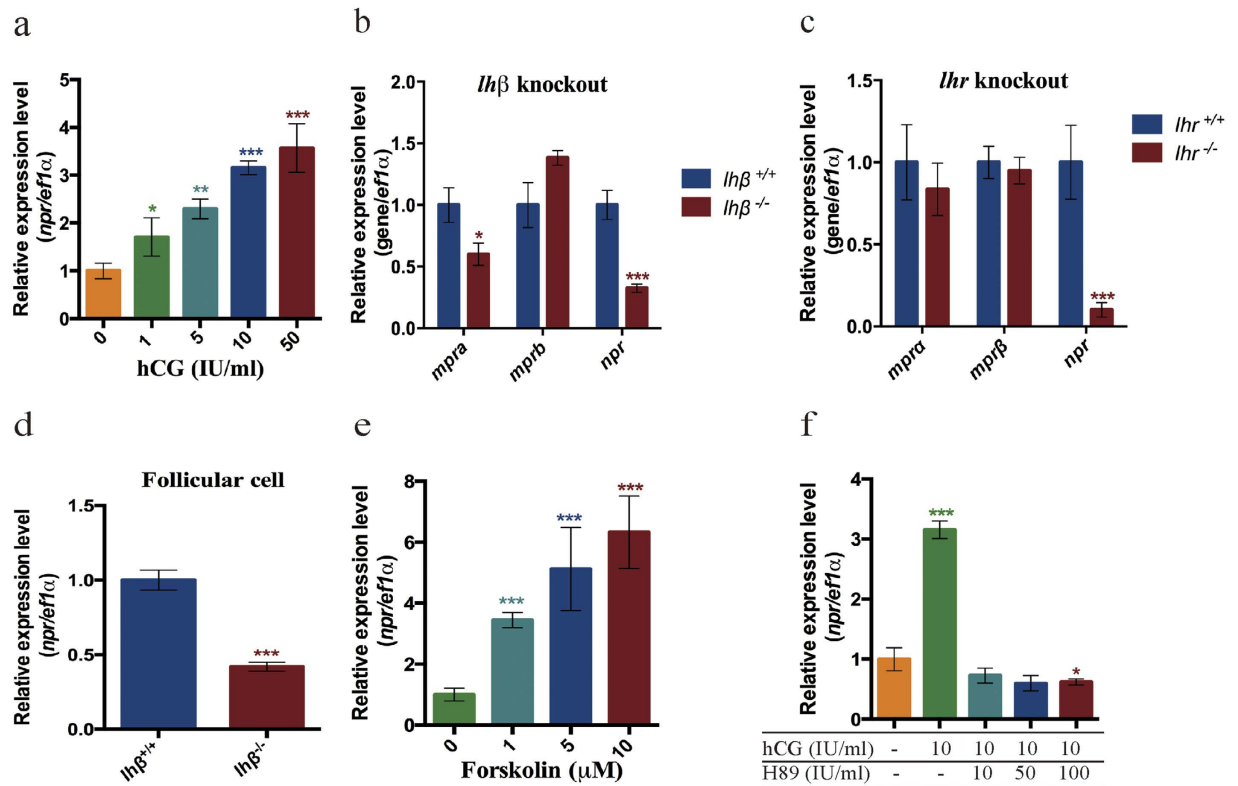 a
Relative expression level
(npr/ef1α)
5
4
3
2
1
0
*
**
***
***
0 1 5 10 50
hCG (IU/ml)
b
lhβ knockout
Relative expression level
(gene/ef1α)
2.0
1.5
1.0
0.5
0.0
*
***
mpra mprb npr
lhβ +/+
lhβ -/-
c
lhr knockout
Relative expression level
(gene/ef1α)
1.5
1.0
0.5
0.0
***
mprα mprβ npr
lhr +/+
lhr -/-
d
Follicular cell
Relative expression level
(npr/ef1α)
1.5
1.0
0.5
0.0
***
lhβ+/+ lhβ-/-
e
Relative expression level
(npr/ef1α)
8
6
4
2
0
***
***
***
0 1 5 10
Forskolin (µM)
f
Relative expression level
(npr/ef1α)
4
3
2
1
0
***
*
hCG (IU/ml) - 10 10 10 10
H89 (IU/ml) - - 10 50 100